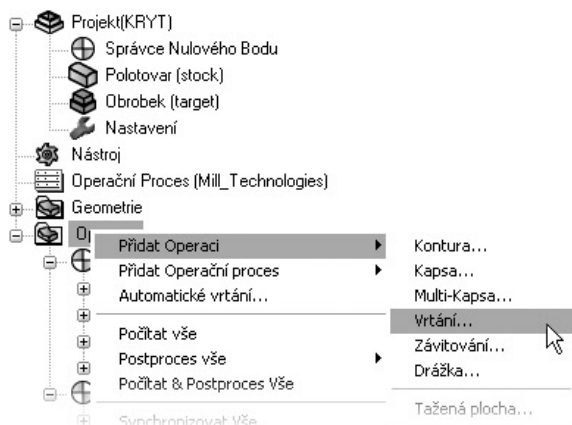 Projekt(KRYT)
Správce Nulového Bodu
Polotovar (stock)
Obrobek (target)
Nastavení
Nástroj
Operační Proces (Mill_Technologies)
Geometrie
Přidat Operaci
Přidat Operační proces
Automatické vrtání...
Počítat vše
Postproces vše
Počítat & Postproces Vše
Synchronizovat Vše
Kontura...
Kapsa...
Multi-Kapsa...
Vrtání...
Závitování...
Drážka...
Tažená plocha...